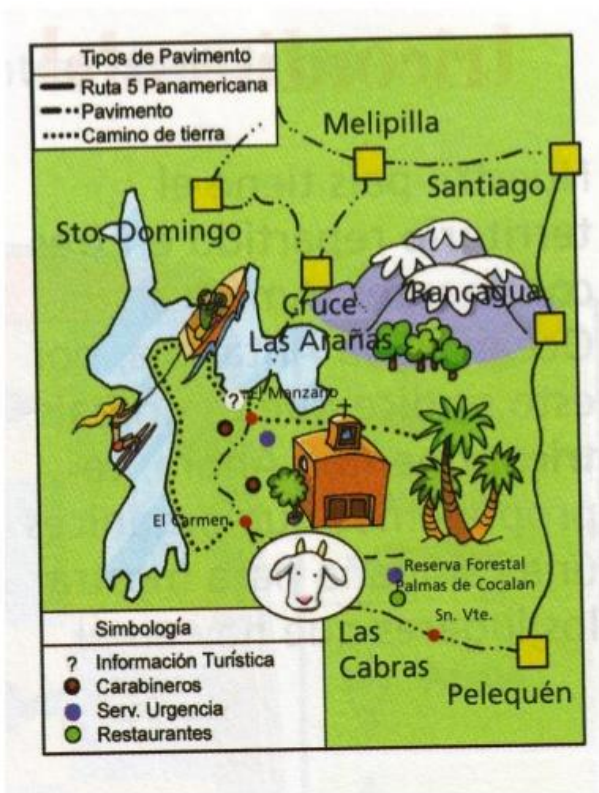 Tipos de Pavimento
Ruta 5 Panamericana
Pavimento
Camino de tierra
Melipilla
Santiago
Sto. Domingo
Cruce
Las Arañas
Rancagua
?
El Manzano
El Carmen
Reserva Forestal
Palmas de Cocalan
Sn. Vte.
Las
Cabras
Pelequén
Simbología
? Información Turística
Carabineros
Serv. Urgencia
Restaurantes